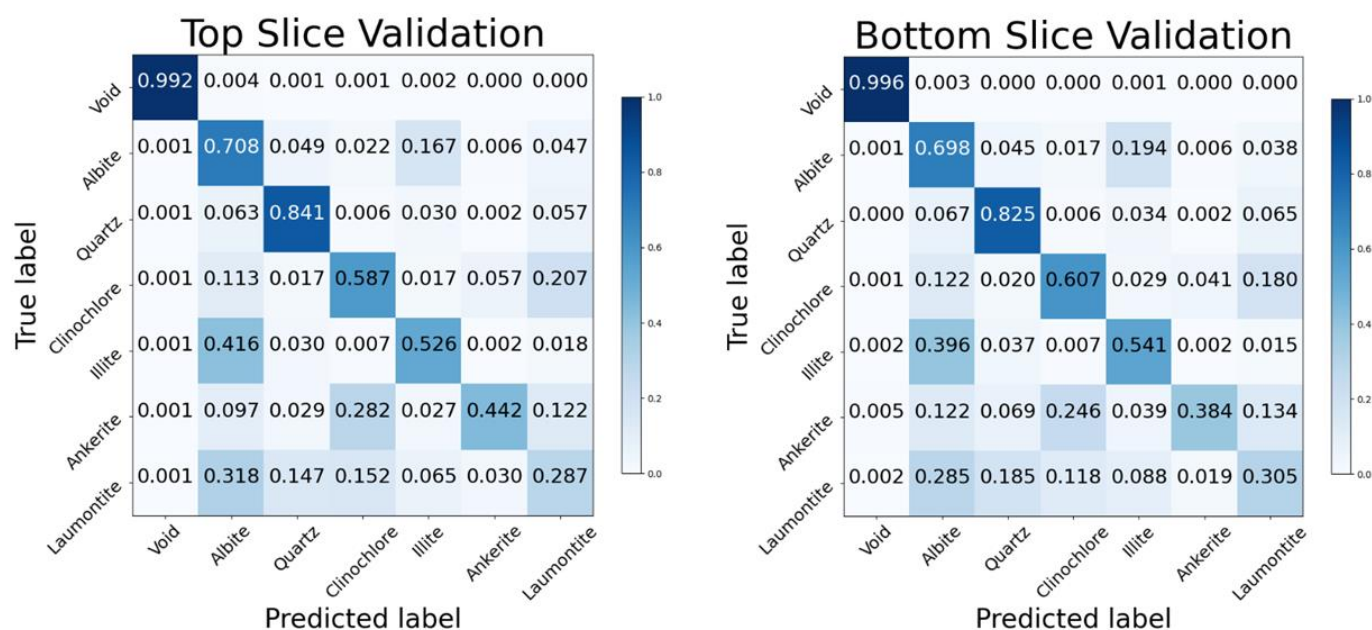 Top Slice Validation
True label
Void 0.992 0.004 0.001 0.001 0.002 0.000 0.000
Albite 0.001 0.708 0.049 0.022 0.167 0.006 0.047
Quartz 0.001 0.063 0.841 0.006 0.030 0.002 0.057
Clinochlore 0.001 0.113 0.017 0.587 0.017 0.057 0.207
Illite 0.001 0.416 0.030 0.007 0.526 0.002 0.018
Ankerite 0.001 0.097 0.029 0.282 0.027 0.442 0.122
Laumontite 0.001 0.318 0.147 0.152 0.065 0.030 0.287
Void Albite Quartz Clinochlore Illite Ankerite Laumontite
Predicted label
1.0
0.8
0.6
0.4
0.2
0.0
Bottom Slice Validation
True label
Void 0.996 0.003 0.000 0.000 0.001 0.000 0.000
Albite 0.001 0.698 0.045 0.017 0.194 0.006 0.038
Quartz 0.000 0.067 0.825 0.006 0.034 0.002 0.065
Clinochlore 0.001 0.122 0.020 0.607 0.029 0.041 0.180
Illite 0.002 0.396 0.037 0.007 0.541 0.002 0.015
Ankerite 0.005 0.122 0.069 0.246 0.039 0.384 0.134
Laumontite 0.002 0.285 0.185 0.118 0.088 0.019 0.305
Void Albite Quartz Clinochlore Illite Ankerite Laumontite
Predicted label
1.0
0.8
0.6
0.4
0.2
0.0